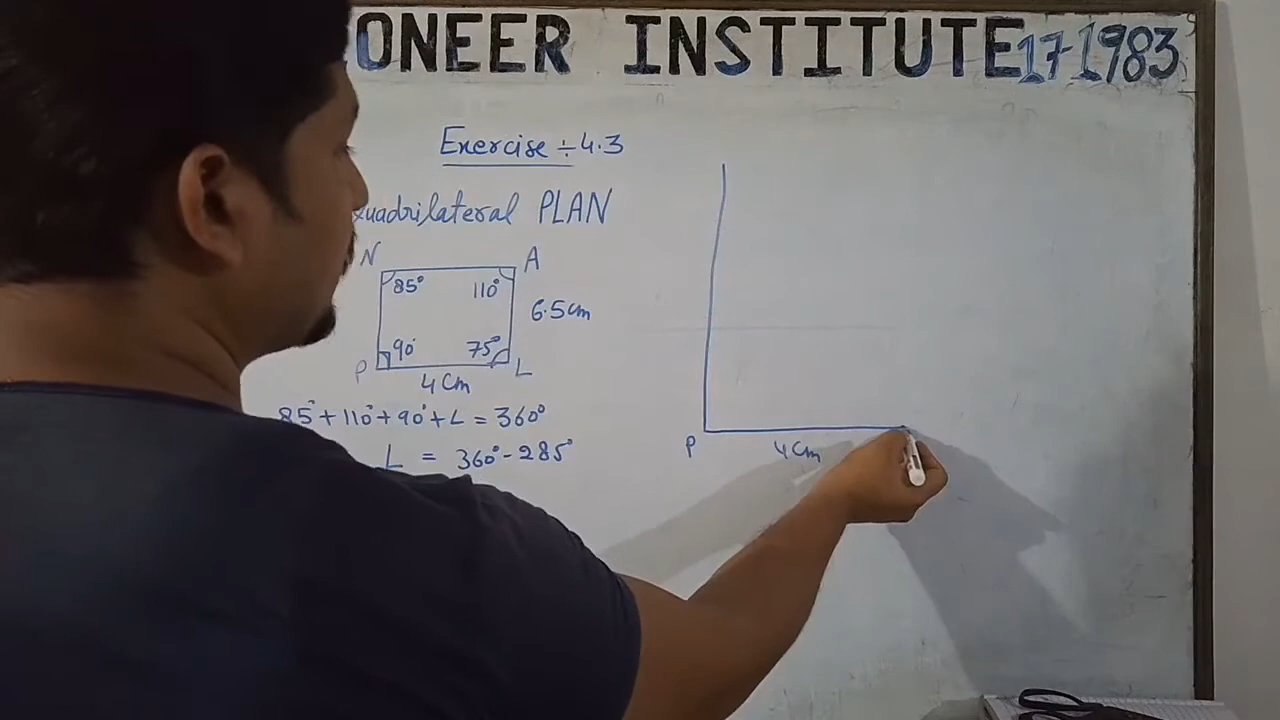 ONEER INSTITUTE 17-1983
Exercise ÷ 4.3
uadrilateral PLAN
N A
85° 110°
6.5cm
90° 75°
P L
4 Cm
85°+110°+90°+L = 360°
L = 360°-285°
P 4 Cm